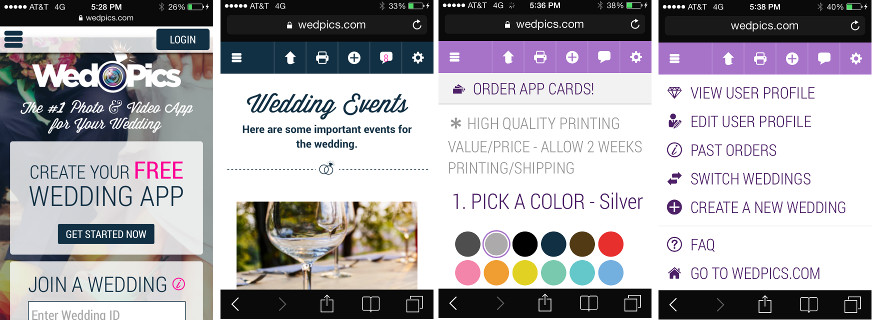 AT&T 4G 5:28 PM 26%
wedpics.com
LOGIN
WedPics
The #1 Photo & Video App
for Your Wedding
CREATE YOUR FREE
WEDDING APP
GET STARTED NOW
JOIN A WEDDING i
Enter Wedding ID
AT&T 4G 33%
wedpics.com
Wedding Events
Here are some important events for
the wedding.
AT&T 4G 5:36 PM 38%
wedpics.com
ORDER APP CARDS!
* HIGH QUALITY PRINTING
VALUE/PRICE - ALLOW 2 WEEKS
PRINTING/SHIPPING
1. PICK A COLOR - Silver
AT&T 4G 5:38 PM 40%
wedpics.com
VIEW USER PROFILE
EDIT USER PROFILE
PAST ORDERS
SWITCH WEDDINGS
CREATE A NEW WEDDING
FAQ
GO TO WEDPICS.COM